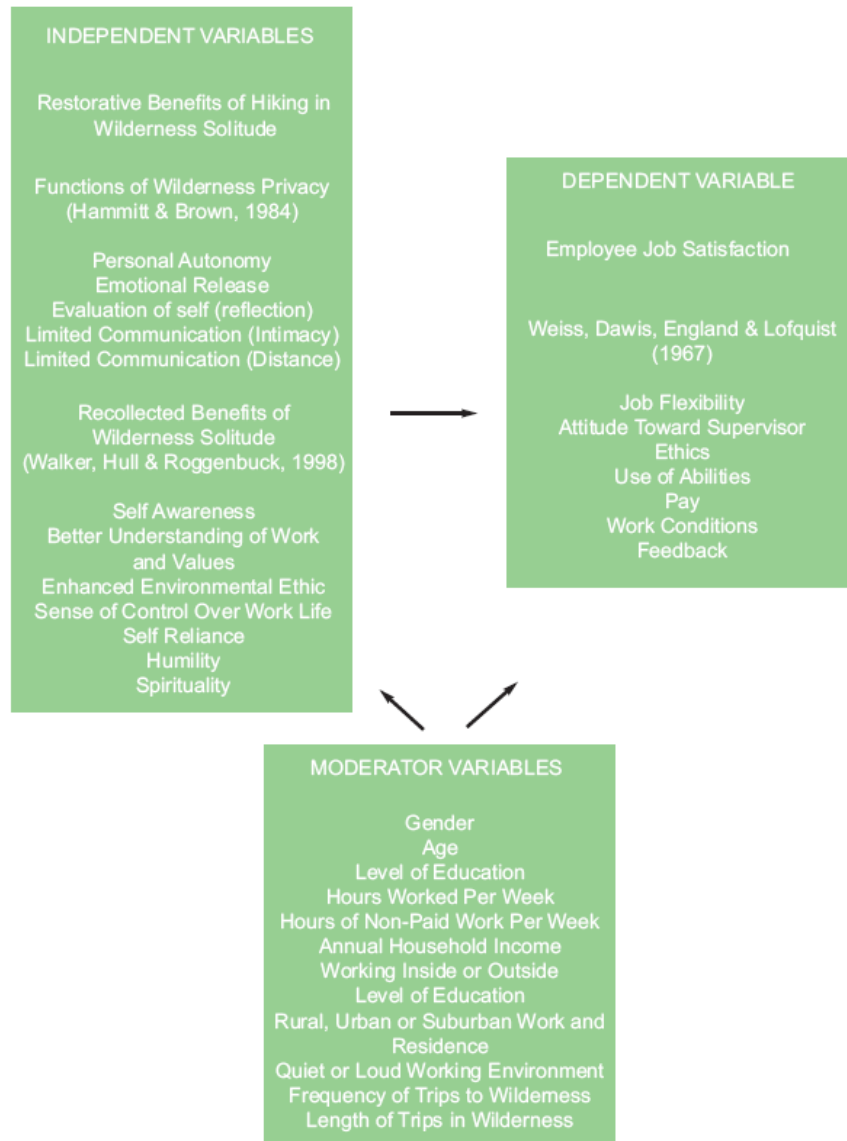 INDEPENDENT VARIABLES
Restorative Benefits of Hiking in
Wilderness Solitude
Functions of Wilderness Privacy
(Hammitt & Brown, 1984)
Personal Autonomy
Emotional Release
Evaluation of self (reflection)
Limited Communication (Intimacy)
Limited Communication (Distance)
Recollected Benefits of
Wilderness Solitude
(Walker, Hull & Roggenbuck, 1998)
Self Awareness
Better Understanding of Work
and Values
Enhanced Environmental Ethic
Sense of Control Over Work Life
Self Reliance
Humility
Spirituality
DEPENDENT VARIABLE
Employee Job Satisfaction
Weiss, Dawis, England & Lofquist
(1967)
Job Flexibility
Attitude Toward Supervisor
Ethics
Use of Abilities
Pay
Work Conditions
Feedback
MODERATOR VARIABLES
Gender
Age
Level of Education
Hours Worked Per Week
Hours of Non-Paid Work Per Week
Annual Household Income
Working Inside or Outside
Level of Education
Rural, Urban or Suburban Work and
Residence
Quiet or Loud Working Environment
Frequency of Trips to Wilderness
Length of Trips in Wilderness